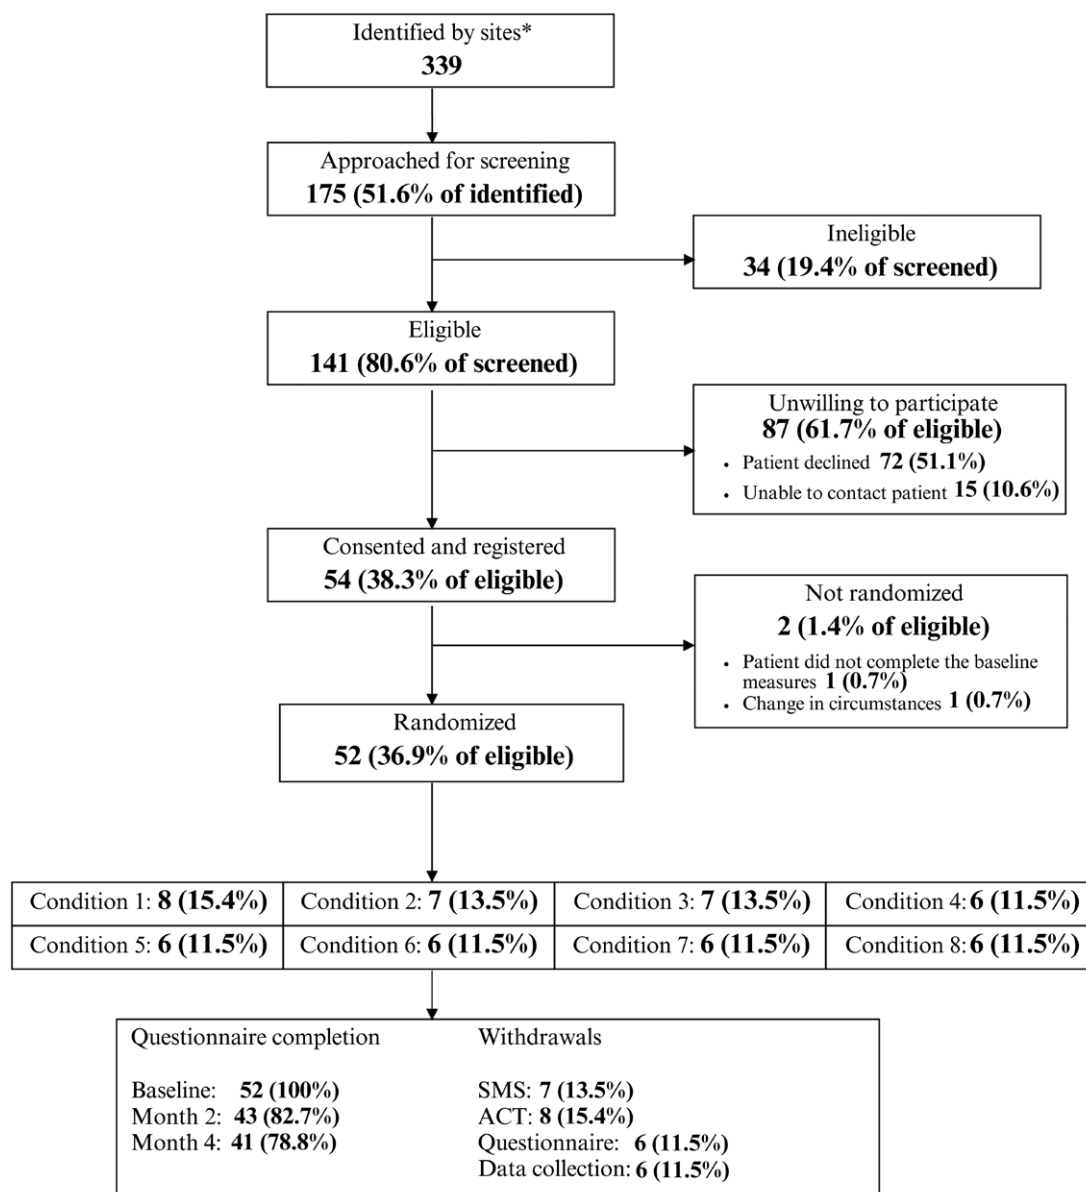 Identified by sites*
339
Approached for screening
175 (51.6% of identified)
Ineligible
34 (19.4% of screened)
Eligible
141 (80.6% of screened)
Unwilling to participate
87 (61.7% of eligible)
• Patient declined 72 (51.1%)
• Unable to contact patient 15 (10.6%)
Consented and registered
54 (38.3% of eligible)
Not randomized
2 (1.4% of eligible)
• Patient did not complete the baseline
measures 1 (0.7%)
• Change in circumstances 1 (0.7%)
Randomized
52 (36.9% of eligible)
Condition 1: 8 (15.4%) Condition 2: 7 (13.5%) Condition 3: 7 (13.5%) Condition 4: 6 (11.5%)
Condition 5: 6 (11.5%) Condition 6: 6 (11.5%) Condition 7: 6 (11.5%) Condition 8: 6 (11.5%)
Questionnaire completion
Baseline: 52 (100%)
Month 2: 43 (82.7%)
Month 4: 41 (78.8%)
Withdrawals
SMS: 7 (13.5%)
ACT: 8 (15.4%)
Questionnaire: 6 (11.5%)
Data collection: 6 (11.5%)